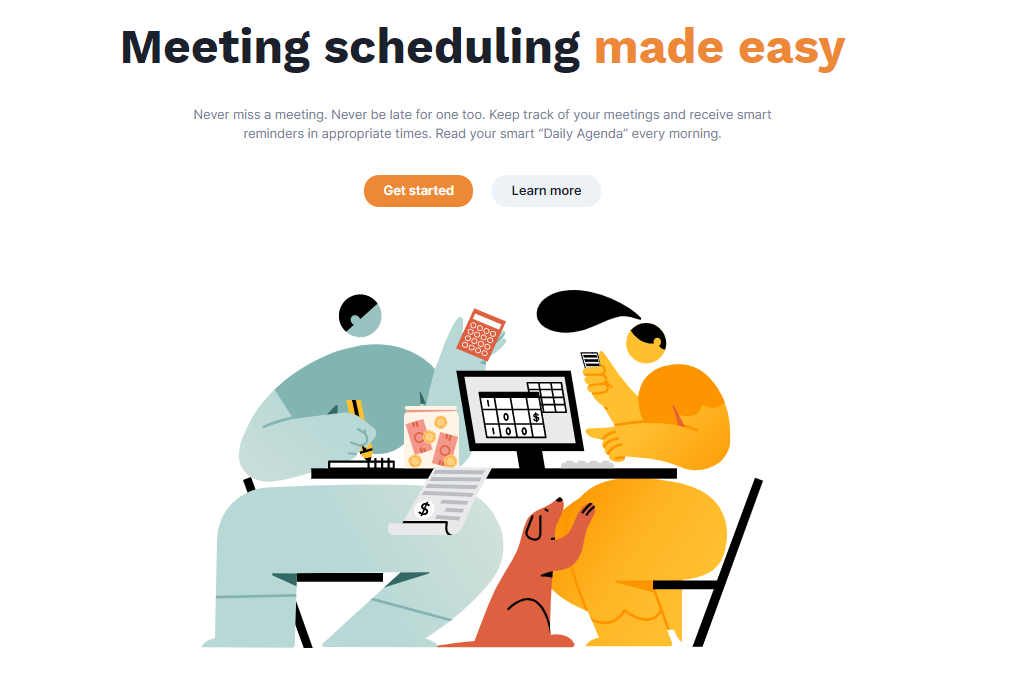 Meeting scheduling made easy
Never miss a meeting. Never be late for one too. Keep track of your meetings and receive smart
reminders in appropriate times. Read your smart “Daily Agenda” every morning.
Get started
Learn more
1
0 $
1 0 0
$